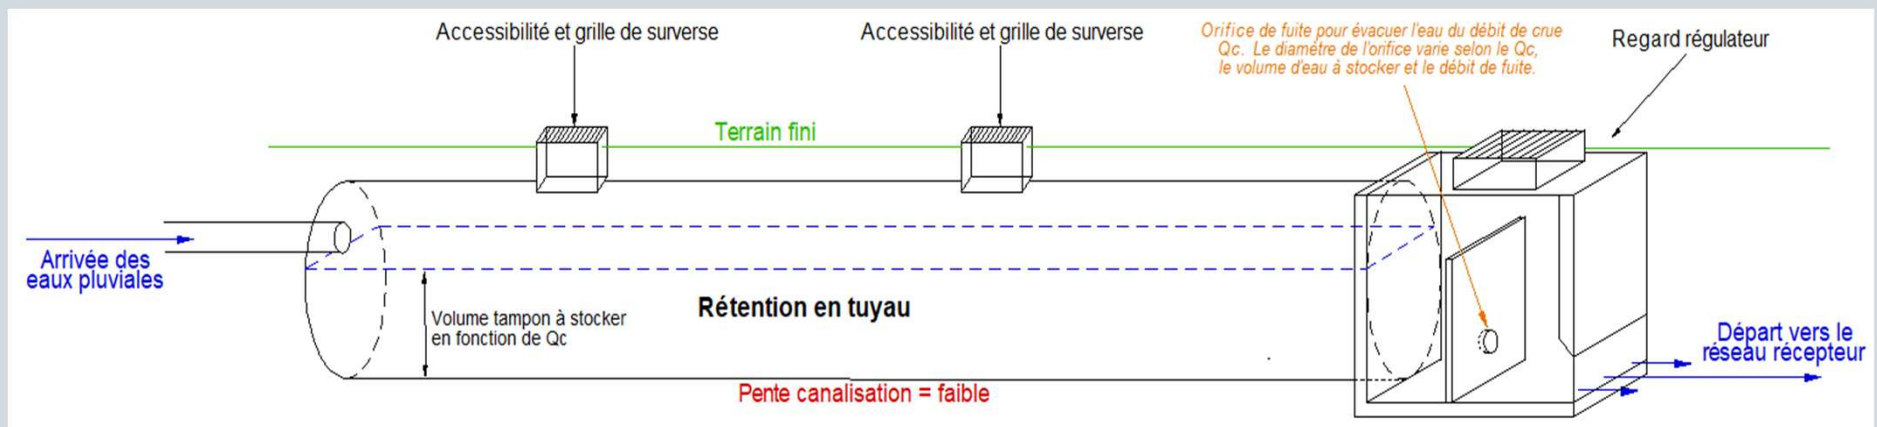 Accessibilité et grille de surverse
Accessibilité et grille de surverse
Orifice de fuite pour évacuer l'eau du débit de crue
Qc. Le diamètre de l'orifice varie selon le Qc,
le volume d'eau à stocker et le débit de fuite.
Regard régulateur
Terrain fini
Arrivée des
eaux pluviales
Volume tampon à stocker
en fonction de Qc
Rétention en tuyau
Départ vers le
réseau récepteur
Pente canalisation = faible